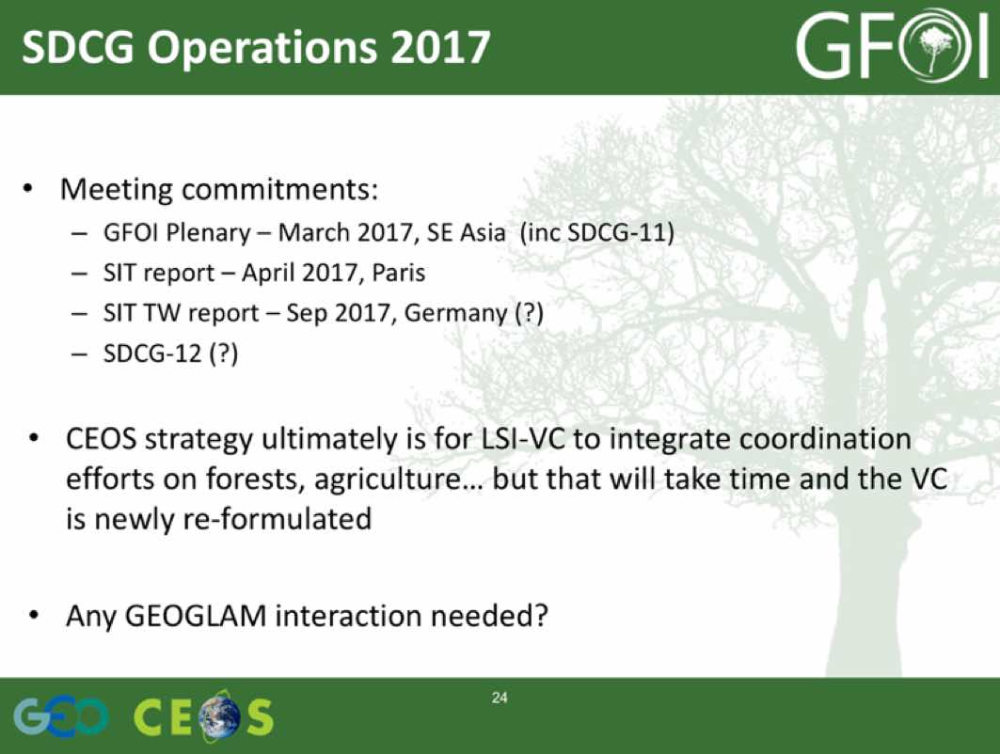 SDCG Operations 2017
GFOI
• Meeting commitments:
– GFOI Plenary – March 2017, SE Asia  (inc SDCG-11)
– SIT report – April 2017, Paris
– SIT TW report – Sep 2017, Germany (?)
– SDCG-12 (?)
• CEOS strategy ultimately is for LSI-VC to integrate coordination
efforts on forests, agriculture… but that will take time and the VC
is newly re-formulated
• Any GEOGLAM interaction needed?
GEO CEOS
24